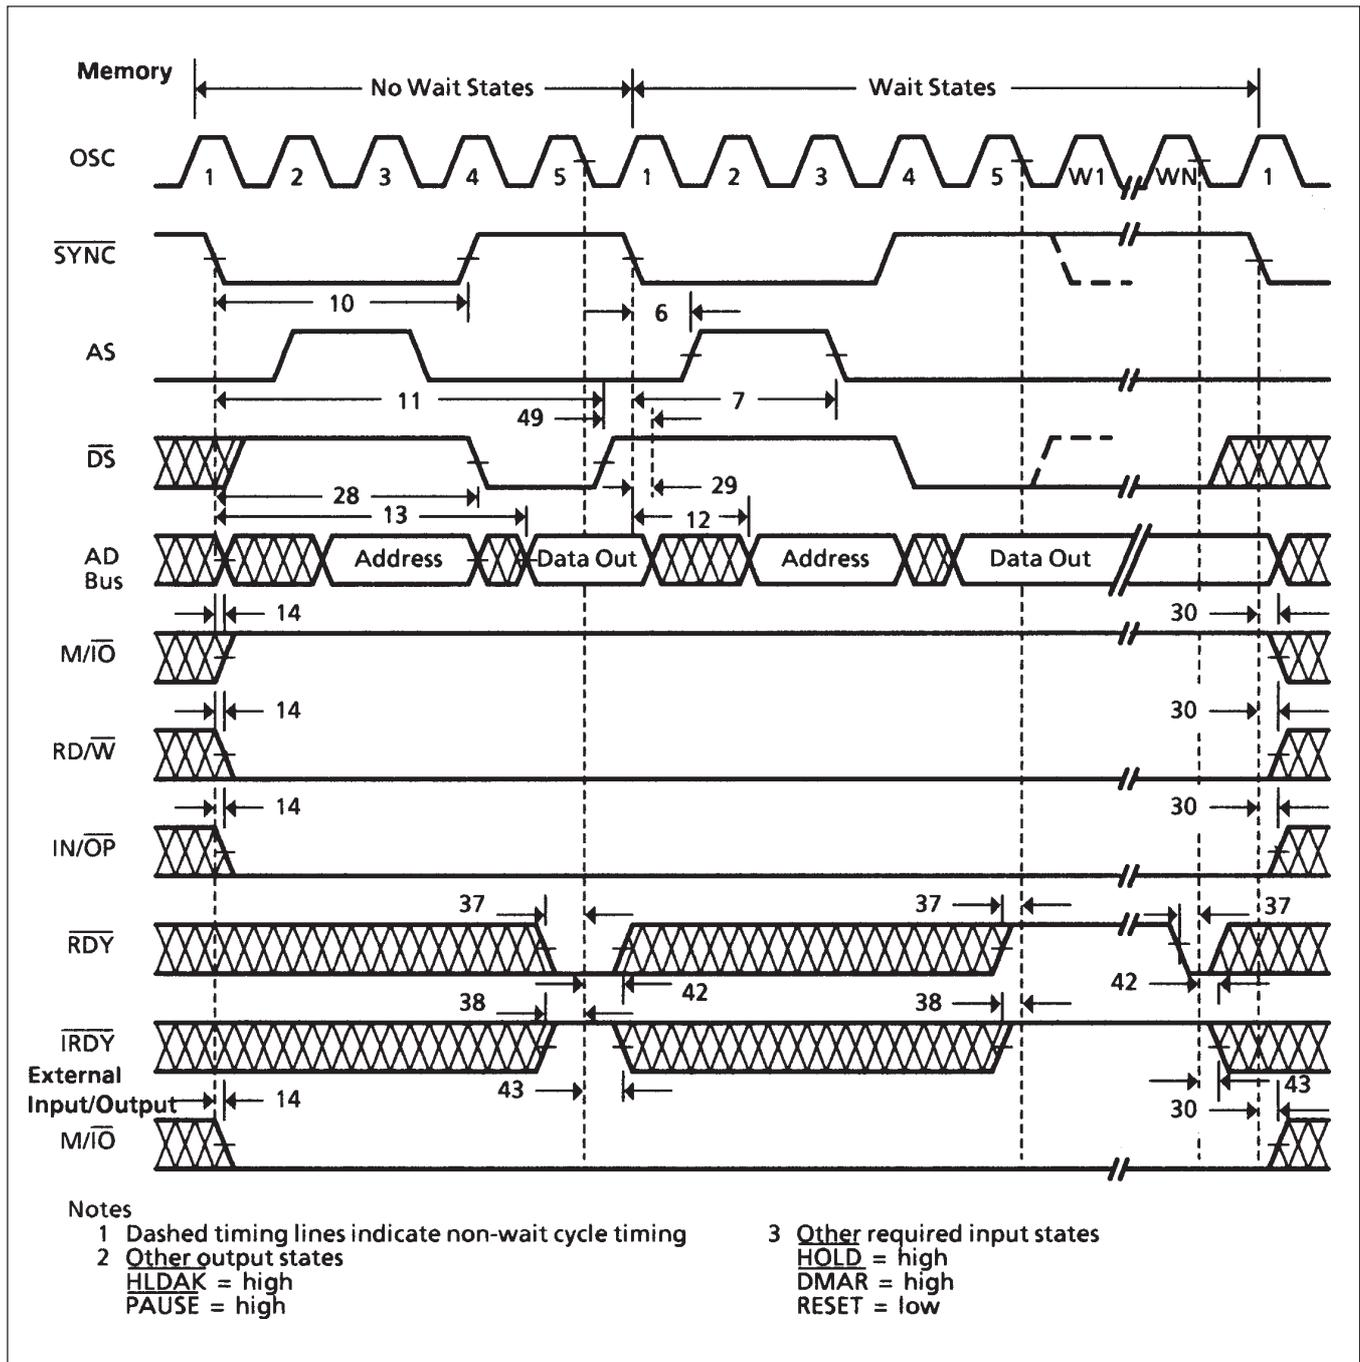 Memory
No Wait States
Wait States
OSC
1 2 3 4 5 1 2 3 4 5 W1 WN 1
SYNC
10
6
AS
11
7
49
DS
28
29
13
12
AD
Bus
Address
Data Out
Address
Data Out
14
30
M/IO
14
30
RD/W
14
30
IN/OP
37
37
37
RDY
42
42
38
38
IRDY
External
Input/Output
43
43
14
30
M/IO
Notes
1 Dashed timing lines indicate non-wait cycle timing
2 Other output states
HLDAK = high
PAUSE = high
3 Other required input states
HOLD = high
DMAR = high
RESET = low